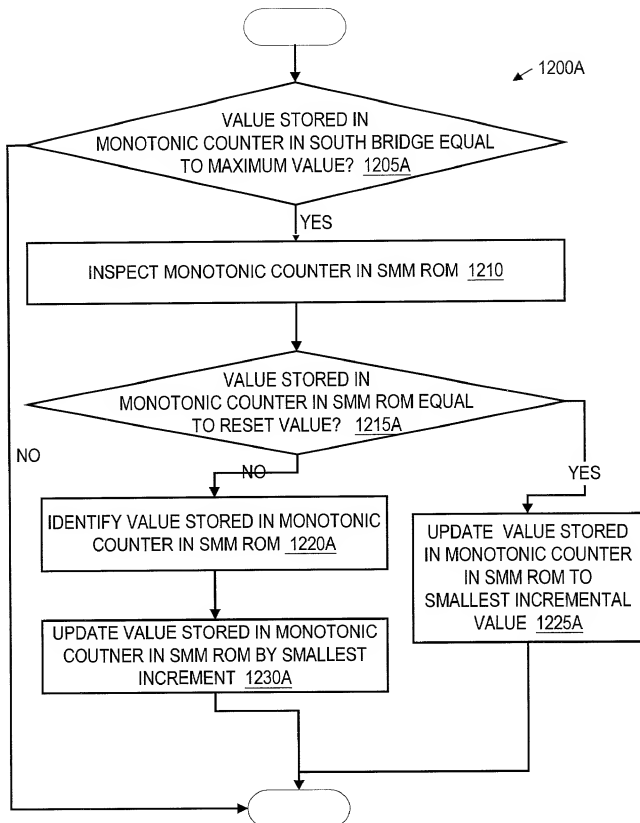 1200A
VALUE STORED IN
MONOTONIC COUNTER IN SOUTH BRIDGE EQUAL
TO MAXIMUM VALUE? 1205A
YES
INSPECT MONOTONIC COUNTER IN SMM ROM 1210
VALUE STORED IN
MONOTONIC COUNTER IN SMM ROM EQUAL
TO RESET VALUE? 1215A
NO
NO
YES
IDENTIFY VALUE STORED IN MONOTONIC
COUNTER IN SMM ROM 1220A
UPDATE VALUE STORED
IN MONOTONIC COUNTER
IN SMM ROM TO
SMALLEST INCREMENTAL
VALUE 1225A
UPDATE VALUE STORED IN MONOTONIC
COUTNER IN SMM ROM BY SMALLEST
INCREMENT 1230A